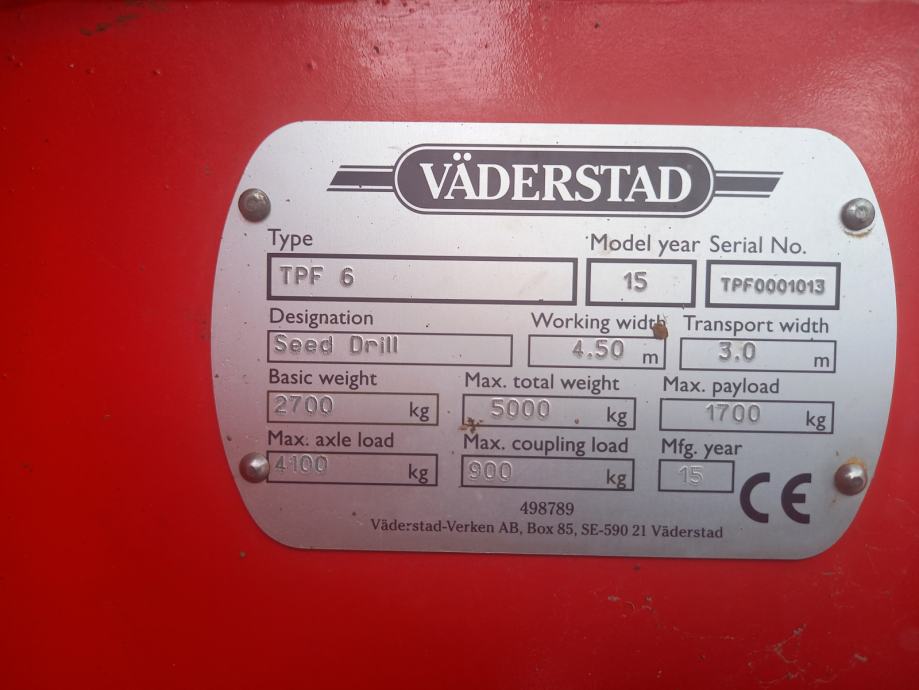 VÄDERSTAD
Type Model year Serial No.
TPF 6 15 TPF0001013
Designation Working width Transport width
Seed Drill 4.50 m 3.0 m
Basic weight Max. total weight Max. payload
2700 kg 5000 kg 1700 kg
Max. axle load Max. coupling load Mfg. year
4100 kg 900 kg 15
CE
498789
Väderstad-Verken AB, Box 85, SE-590 21 Väderstad